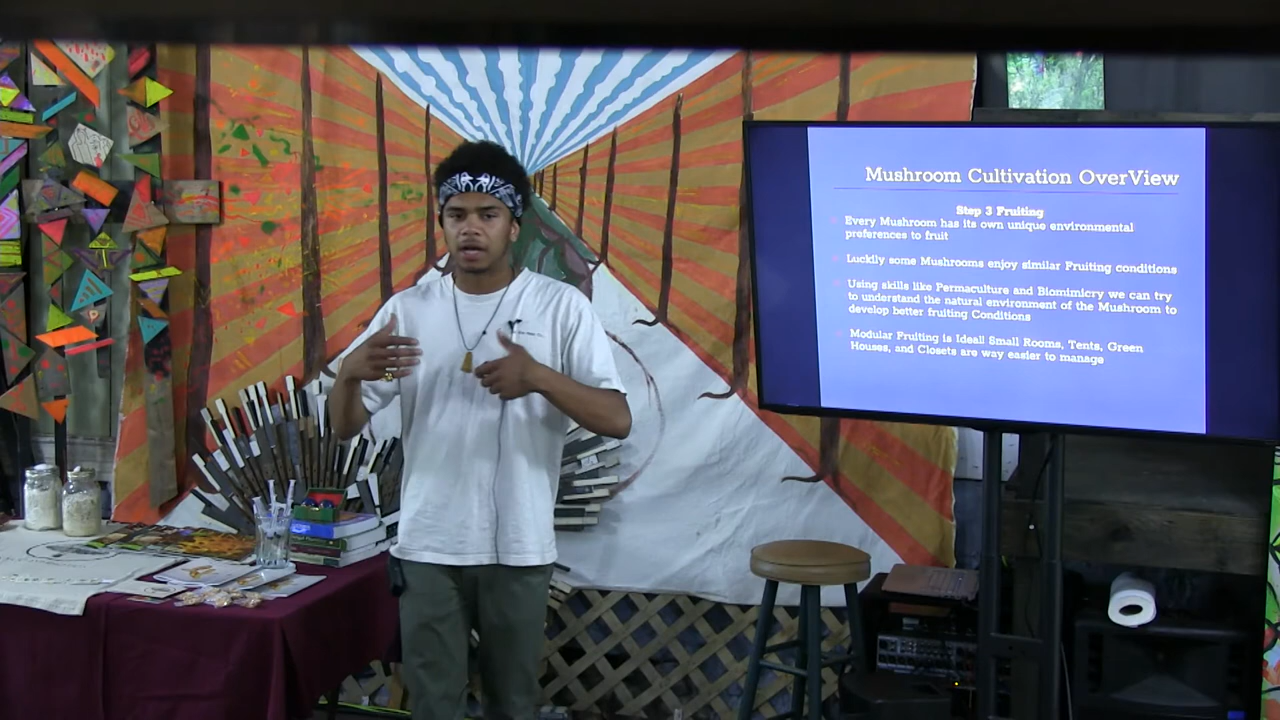 Mushroom Cultivation OverView
Step 3 Fruiting
Every Mushroom has its own unique environmental
preferences to fruit
Luckily some Mushrooms enjoy similar Fruiting conditions
Using skills like Permaculture and Biomimicry we can try
to understand the natural environment of the Mushroom to
develop better fruiting Conditions
Modular Fruiting is Ideal! Small Rooms, Tents, Green
Houses, and Closets are way easier to manage